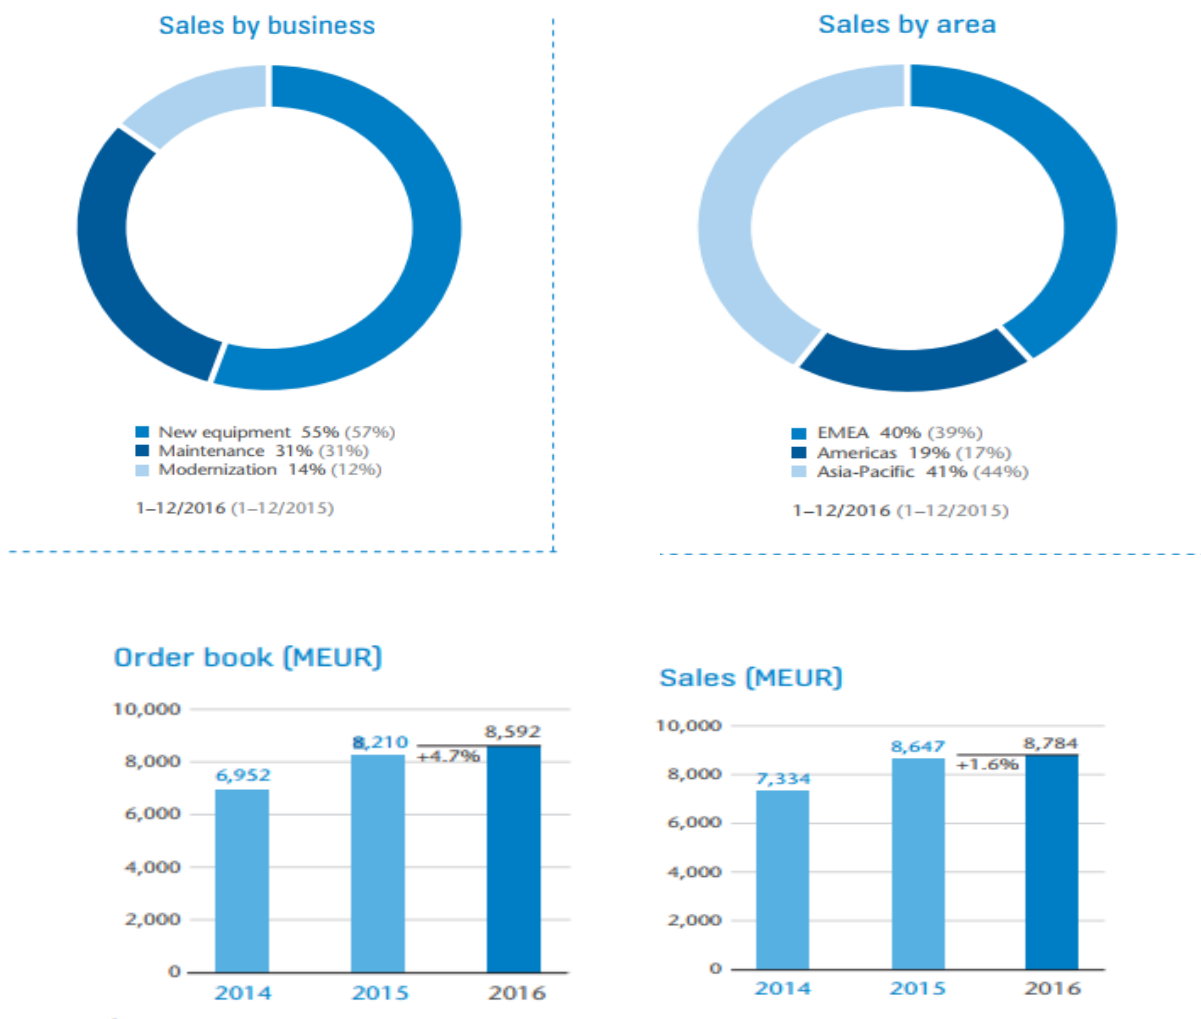 Sales by business
New equipment 55% (57%)
Maintenance 31% (31%)
Modernization 14% (12%)
1–12/2016 (1–12/2015)
Sales by area
EMEA 40% (39%)
Americas 19% (17%)
Asia-Pacific 41% (44%)
1–12/2016 (1–12/2015)
Order book (MEUR)
10,000
8,000
6,000
4,000
2,000
0
6,952
8,210
+4.7%
8,592
2014
2015
2016
Sales (MEUR)
10,000
8,000
6,000
4,000
2,000
0
7,334
8,647
+1.6%
8,784
2014
2015
2016